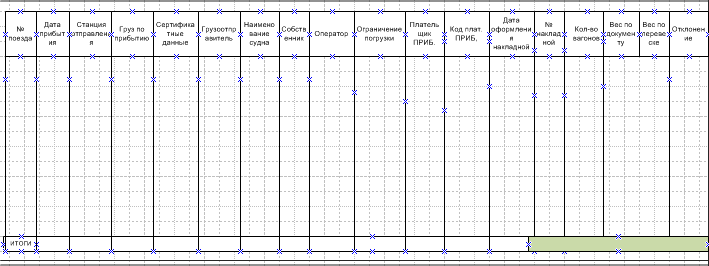 № поезда
Дата прибытия
Станция отправления
Груз по прибытию
Сертификатные данные
Грузоотправитель
Наименование судна
Собственник
Оператор
Ограничение погрузки
Плательщик ПРИБ.
Код плат. ПРИБ.
Дата оформления накладной
№ накладной
Кол-во вагонов
Вес по документу
Вес по перевеске
Отклонение
ИТОГИ